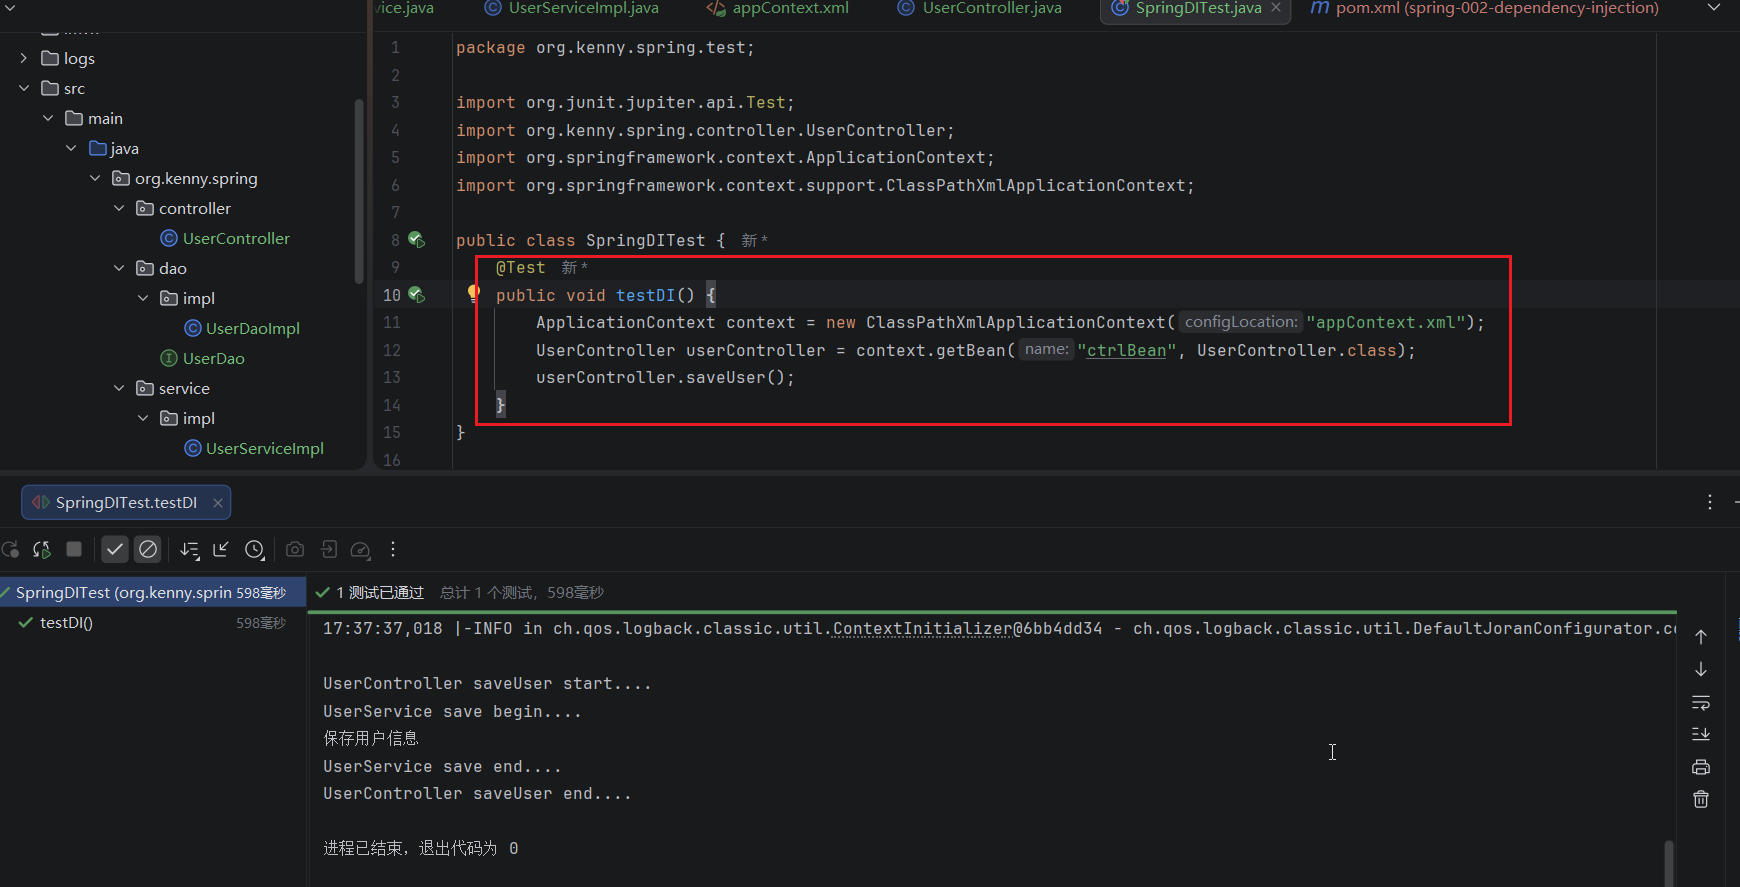 vice.java
UserServiceImpl.java
appContext.xml
UserController.java
SpringDITest.java
pom.xml (spring-002-dependency-injection)
logs
src
main
java
org.kenny.spring
controller
UserController
dao
impl
UserDaoImpl
UserDao
service
impl
UserServiceImpl
1 package org.kenny.spring.test;
2
3 import org.junit.jupiter.api.Test;
4 import org.kenny.spring.controller.UserController;
5 import org.springframework.context.ApplicationContext;
6 import org.springframework.context.support.ClassPathXmlApplicationContext;
7
8 public class SpringDITest { 新 *
9 @Test 新 *
10 public void testDI() {
11 ApplicationContext context = new ClassPathXmlApplicationContext( configLocation: "appContext.xml");
12 UserController userController = context.getBean( name: "ctrlBean", UserController.class);
13 userController.saveUser();
14 }
15 }
16
SpringDITest.testDI
SpringDITest (org.kenny.sprin 598毫秒
testDI() 598毫秒
1 测试已通过 总计 1 个测试, 598毫秒
17:37:37,018 |-INFO in ch.qos.logback.classic.util.ContextInitializer@6bb4dd34 - ch.qos.logback.classic.util.DefaultJoranConfigurator.co
UserController saveUser start....
UserService save begin....
保存用户信息
UserService save end....
UserController saveUser end....
进程已结束，退出代码为 0